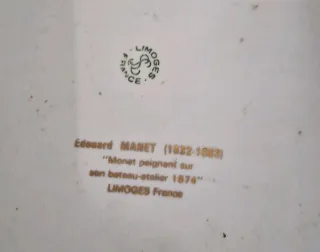 LIMOGES
FRANCE
Edouard MANET (1832-1883)
"Monet peignant sur
son bateau-atelier 1874"
LIMOGES France